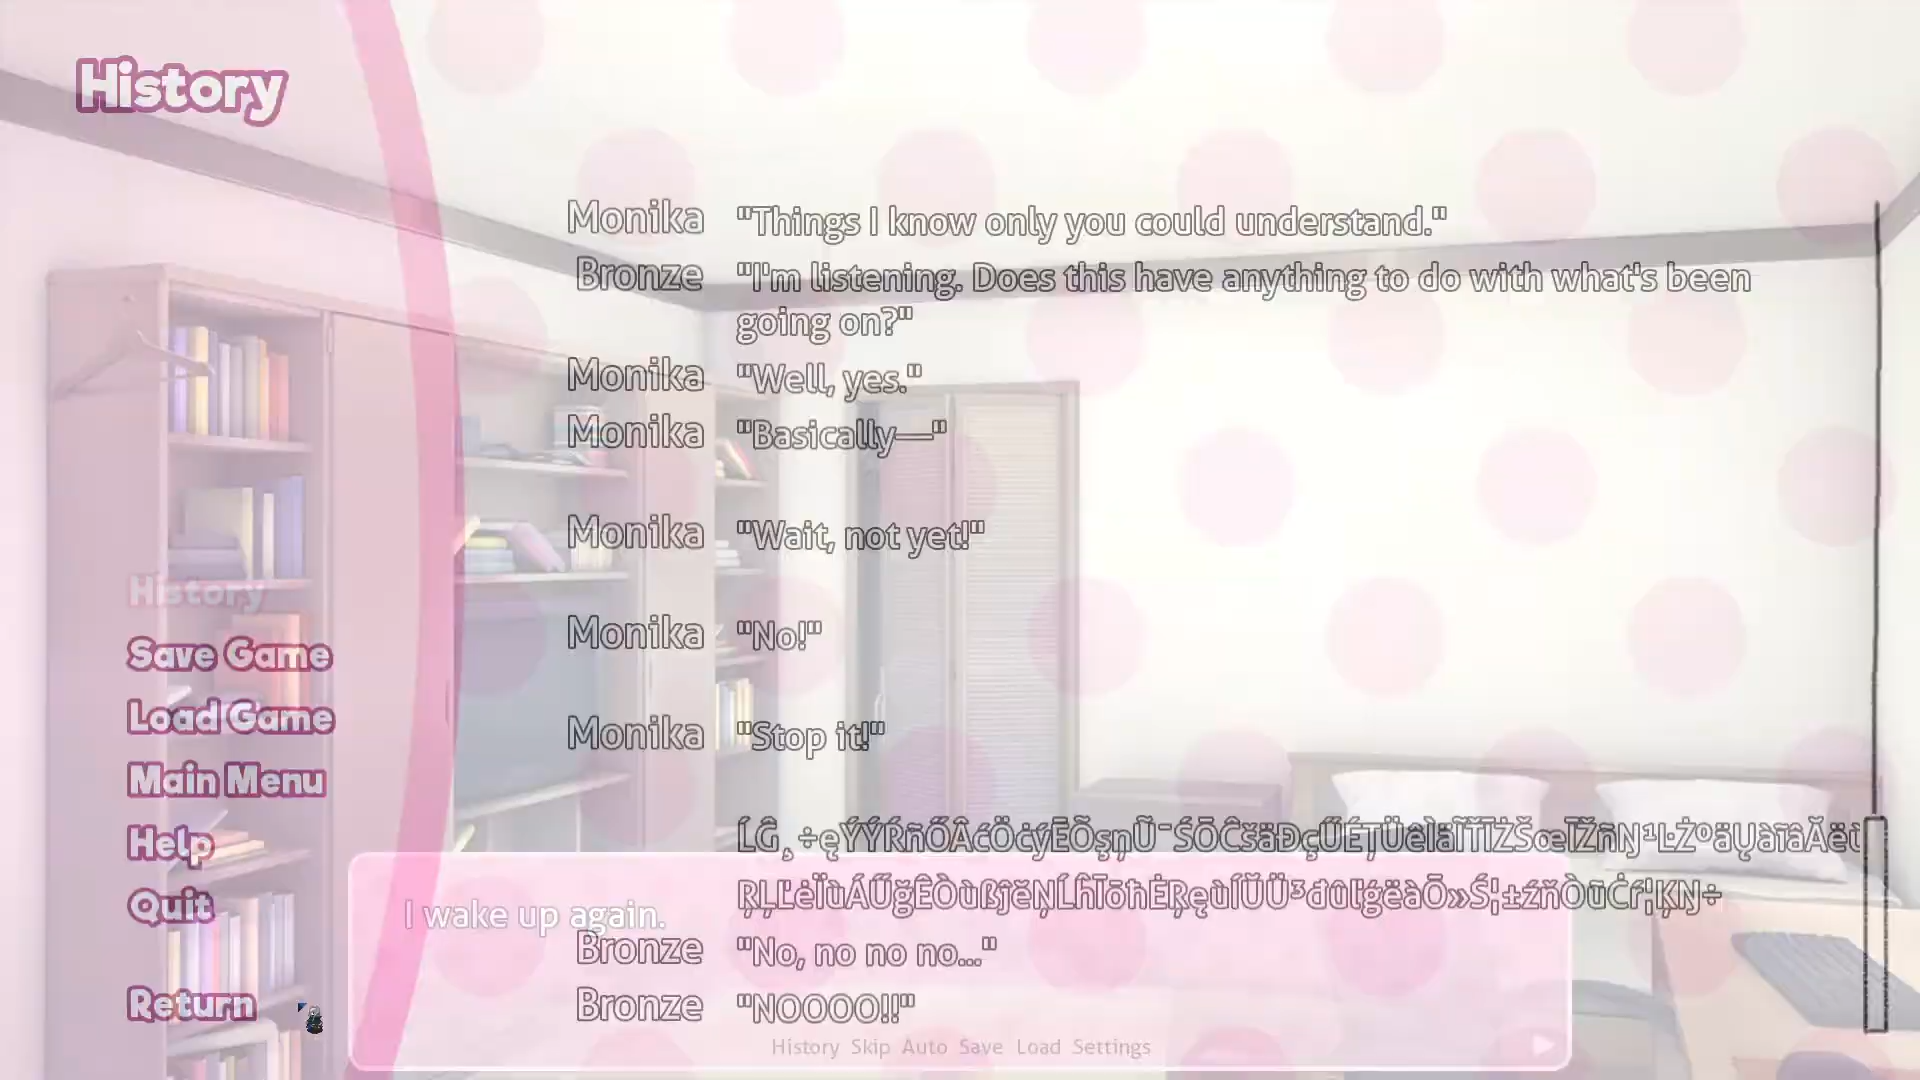 History
Monika "Things I know only you could understand."
Bronze "I'm listening. Does this have anything to do with what's been
going on?"
Monika "Well, yes."
Monika "Basically—"
Monika "Wait, not yet!"
Monika "No!"
Monika "Stop it!"
I wake up again.
Bronze "No, no no no..."
Bronze "NOOOO!!"
History
Save Game
Load Game
Main Menu
Help
Quit
Return
History Skip Auto Save Load Settings